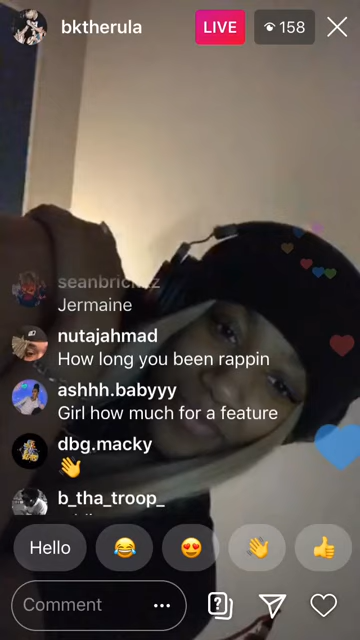 bktherula
LIVE
158
seanbrickzz
Jermaine
nutajahmad
How long you been rappin
ashhh.babyyy
Girl how much for a feature
dbg.macky
👋
b_tha_troop_
Hello
😂
😍
👋
👍
Comment